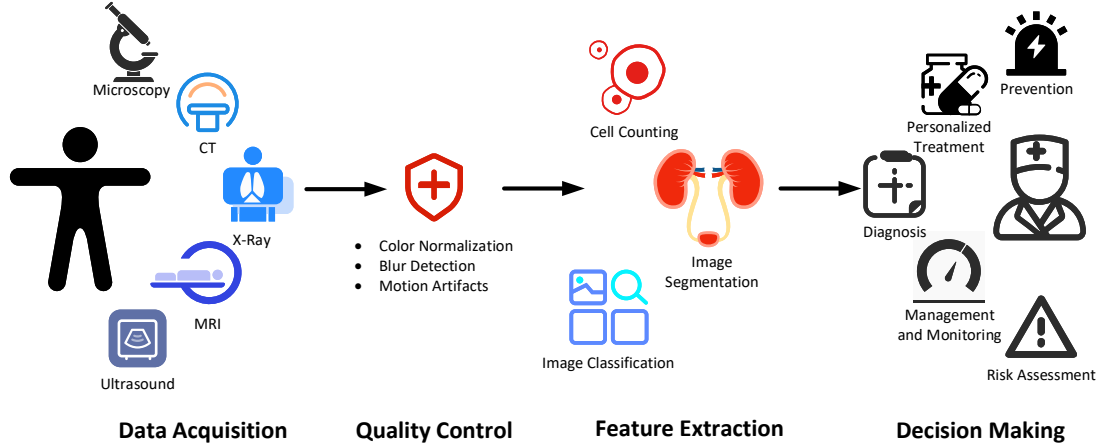 Microscopy
CT
X-Ray
MRI
Ultrasound
• Color Normalization
• Blur Detection
• Motion Artifacts
Cell Counting
Image
Segmentation
Image Classification
Prevention
Personalized
Treatment
Diagnosis
Management
and Monitoring
Risk Assessment
Data Acquisition
Quality Control
Feature Extraction
Decision Making